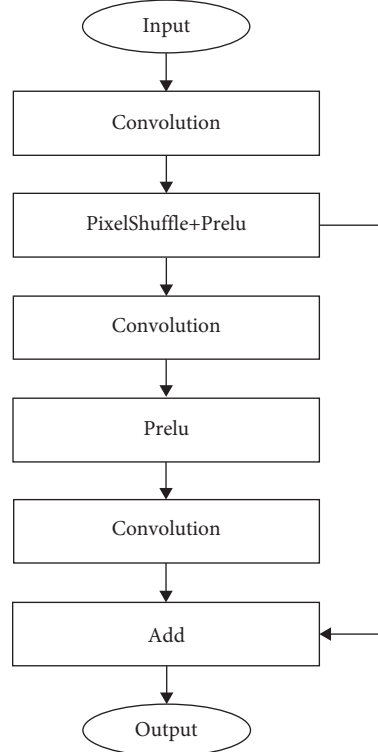 Input
Convolution
PixelShuffle+Prelu
Convolution
Prelu
Convolution
Add
Output